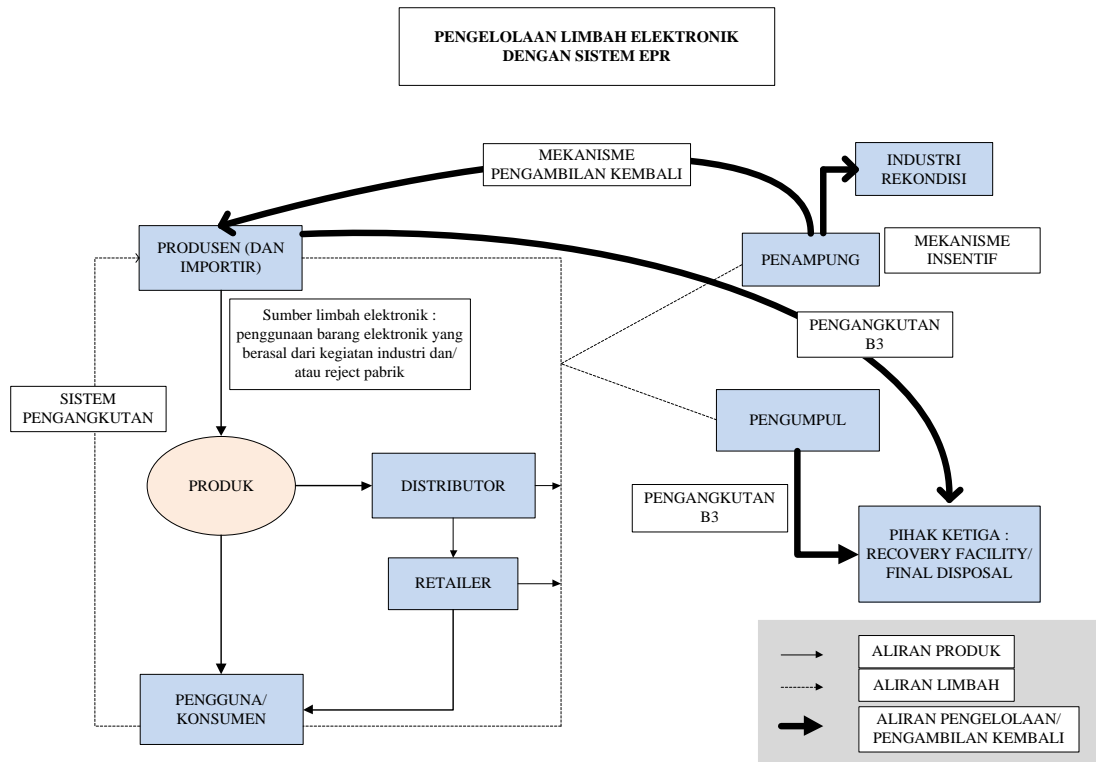 PENGELOLAAN LIMBAH ELEKTRONIK
DENGAN SISTEM EPR
MEKANISME
PENGAMBILAN KEMBALI
INDUSTRI
REKONDISI
PRODUSEN (DAN
IMPORTIR)
PENAMPUNG
MEKANISME
INSENTIF
Sumber limbah elektronik :
penggunaan barang elektronik yang
berasal dari kegiatan industri dan/
atau reject pabrik
PENGANGKUTAN
B3
SISTEM
PENGANGKUTAN
PENGUMPUL
PRODUK
DISTRIBUTOR
PENGANGKUTAN
B3
PIHAK KETIGA :
RECOVERY FACILITY/
FINAL DISPOSAL
RETAILER
PENGGUNA/
KONSUMEN
ALIRAN PRODUK
ALIRAN LIMBAH
ALIRAN PENGELOLAAN/
PENGAMBILAN KEMBALI